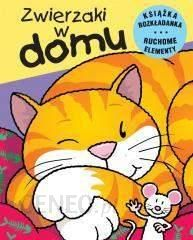 Zwierzaki
w
domu
KSIĄŻKA
ROZKŁADANKA
RUCHOME
ELEMENTY